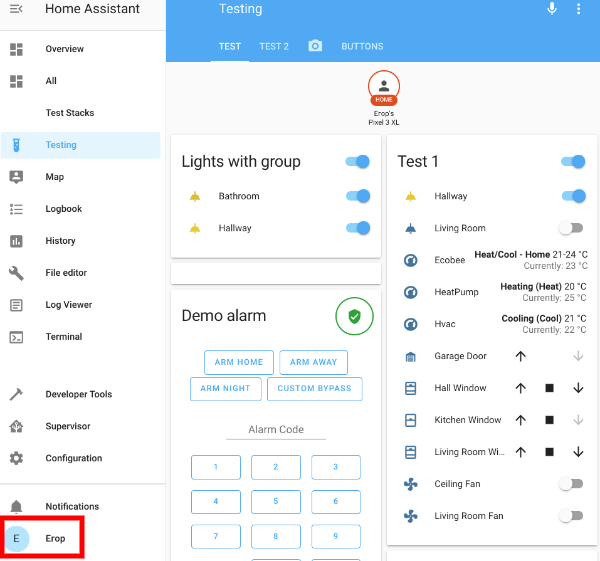 Home Assistant
Overview
All
Test Stacks
Testing
Map
Logbook
History
File editor
Log Viewer
Terminal
Developer Tools
Supervisor
Configuration
Notifications
E Erop
Testing
TEST TEST 2 BUTTONS
HOME
Erop's
Pixel 3 XL
Lights with group
Bathroom
Hallway
Demo alarm
ARM HOME ARM AWAY
ARM NIGHT CUSTOM BYPASS
Alarm Code
1 2 3
4 5 6
7 8 9
Test 1
Hallway
Living Room
Ecobee Heat/Cool - Home 21-24 °C
Currently: 23 °C
HeatPump Heating (Heat) 20 °C
Currently: 25 °C
Hvac Cooling (Cool) 21 °C
Currently: 22 °C
Garage Door
Hall Window
Kitchen Window
Living Room Wi...
Ceiling Fan
Living Room Fan